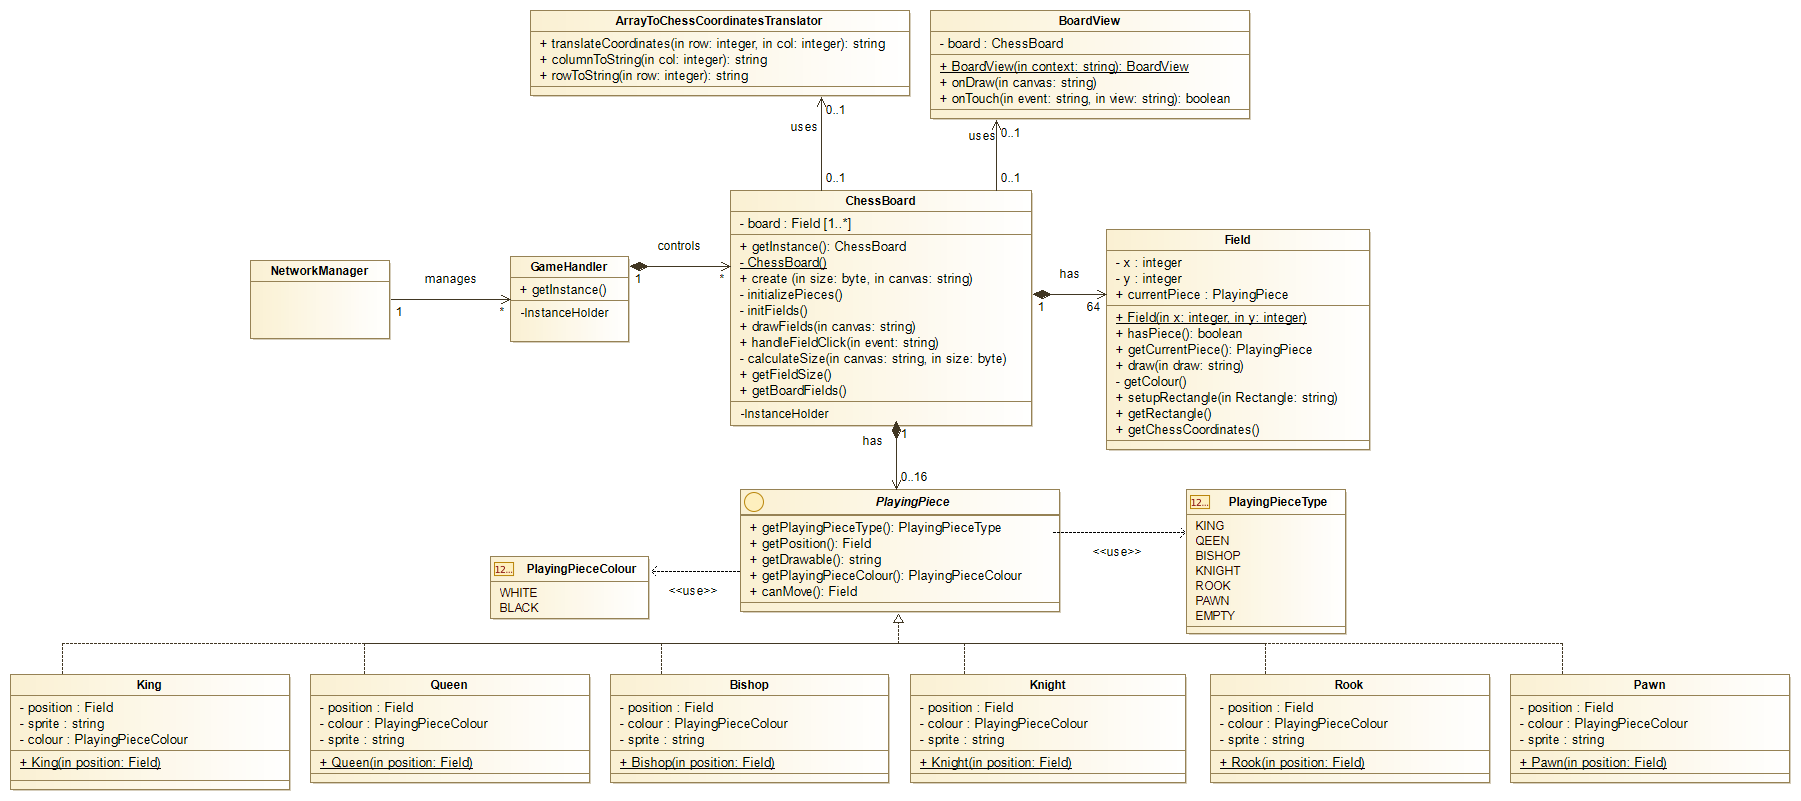 ArrayToChessCoordinatesTranslator
+ translateCoordinates(in row: integer, in col: integer): string
+ columnToString(in col: integer): string
+ rowToString(in row: integer): string
BoardView
- board : ChessBoard
+ BoardView(in context: string): BoardView
+ onDraw(in canvas: string)
+ onTouch(in event: string, in view: string): boolean
0..1
uses
0..1
0..1
uses
0..1
ChessBoard
- board : Field [1..*]
+ getInstance(): ChessBoard
- ChessBoard()
+ create (in size: byte, in canvas: string)
- initializePieces()
- initFields()
+ drawFields(in canvas: string)
+ handleFieldClick(in event: string)
- calculateSize(in canvas: string, in size: byte)
+ getFieldSize()
+ getBoardFields()
-InstanceHolder
NetworkManager
manages
1
*
GameHandler
+ getInstance()
-InstanceHolder
controls
1
*
has
1
64
Field
- x : integer
- y : integer
+ currentPiece : PlayingPiece
+ Field(in x: integer, in y: integer)
+ hasPiece(): boolean
+ getCurrentPiece(): PlayingPiece
+ draw(in draw: string)
- getColour()
+ setupRectangle(in Rectangle: string)
+ getRectangle()
+ getChessCoordinates()
has
1
0..16
PlayingPiece
+ getPlayingPieceType(): PlayingPieceType
+ getPosition(): Field
+ getDrawable(): string
+ getPlayingPieceColour(): PlayingPieceColour
+ canMove(): Field
<<use>>
12...
PlayingPieceType
KING
QEEN
BISHOP
KNIGHT
ROOK
PAWN
EMPTY
<<use>>
12...
PlayingPieceColour
WHITE
BLACK
King
- position : Field
- sprite : string
- colour : PlayingPieceColour
+ King(in position: Field)
Queen
- position : Field
- colour : PlayingPieceColour
- sprite : string
+ Queen(in position: Field)
Bishop
- position : Field
- colour : PlayingPieceColour
- sprite : string
+ Bishop(in position: Field)
Knight
- position : Field
- colour : PlayingPieceColour
- sprite : string
+ Knight(in position: Field)
Rook
- position : Field
- colour : PlayingPieceColour
- sprite : string
+ Rook(in position: Field)
Pawn
- position : Field
- colour : PlayingPieceColour
- sprite : string
+ Pawn(in position: Field)